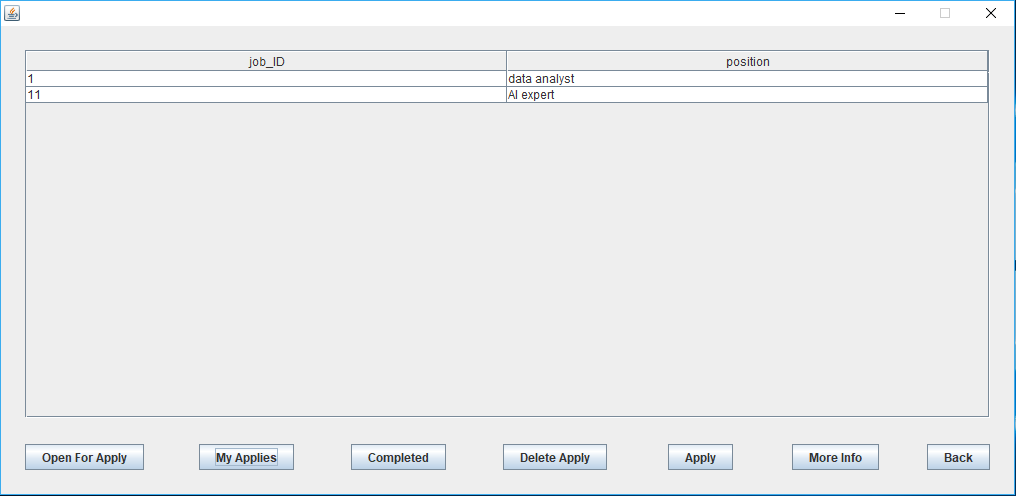 job_ID position
1 data analyst
11 AI expert
Open For Apply My Applies Completed Delete Apply Apply More Info Back